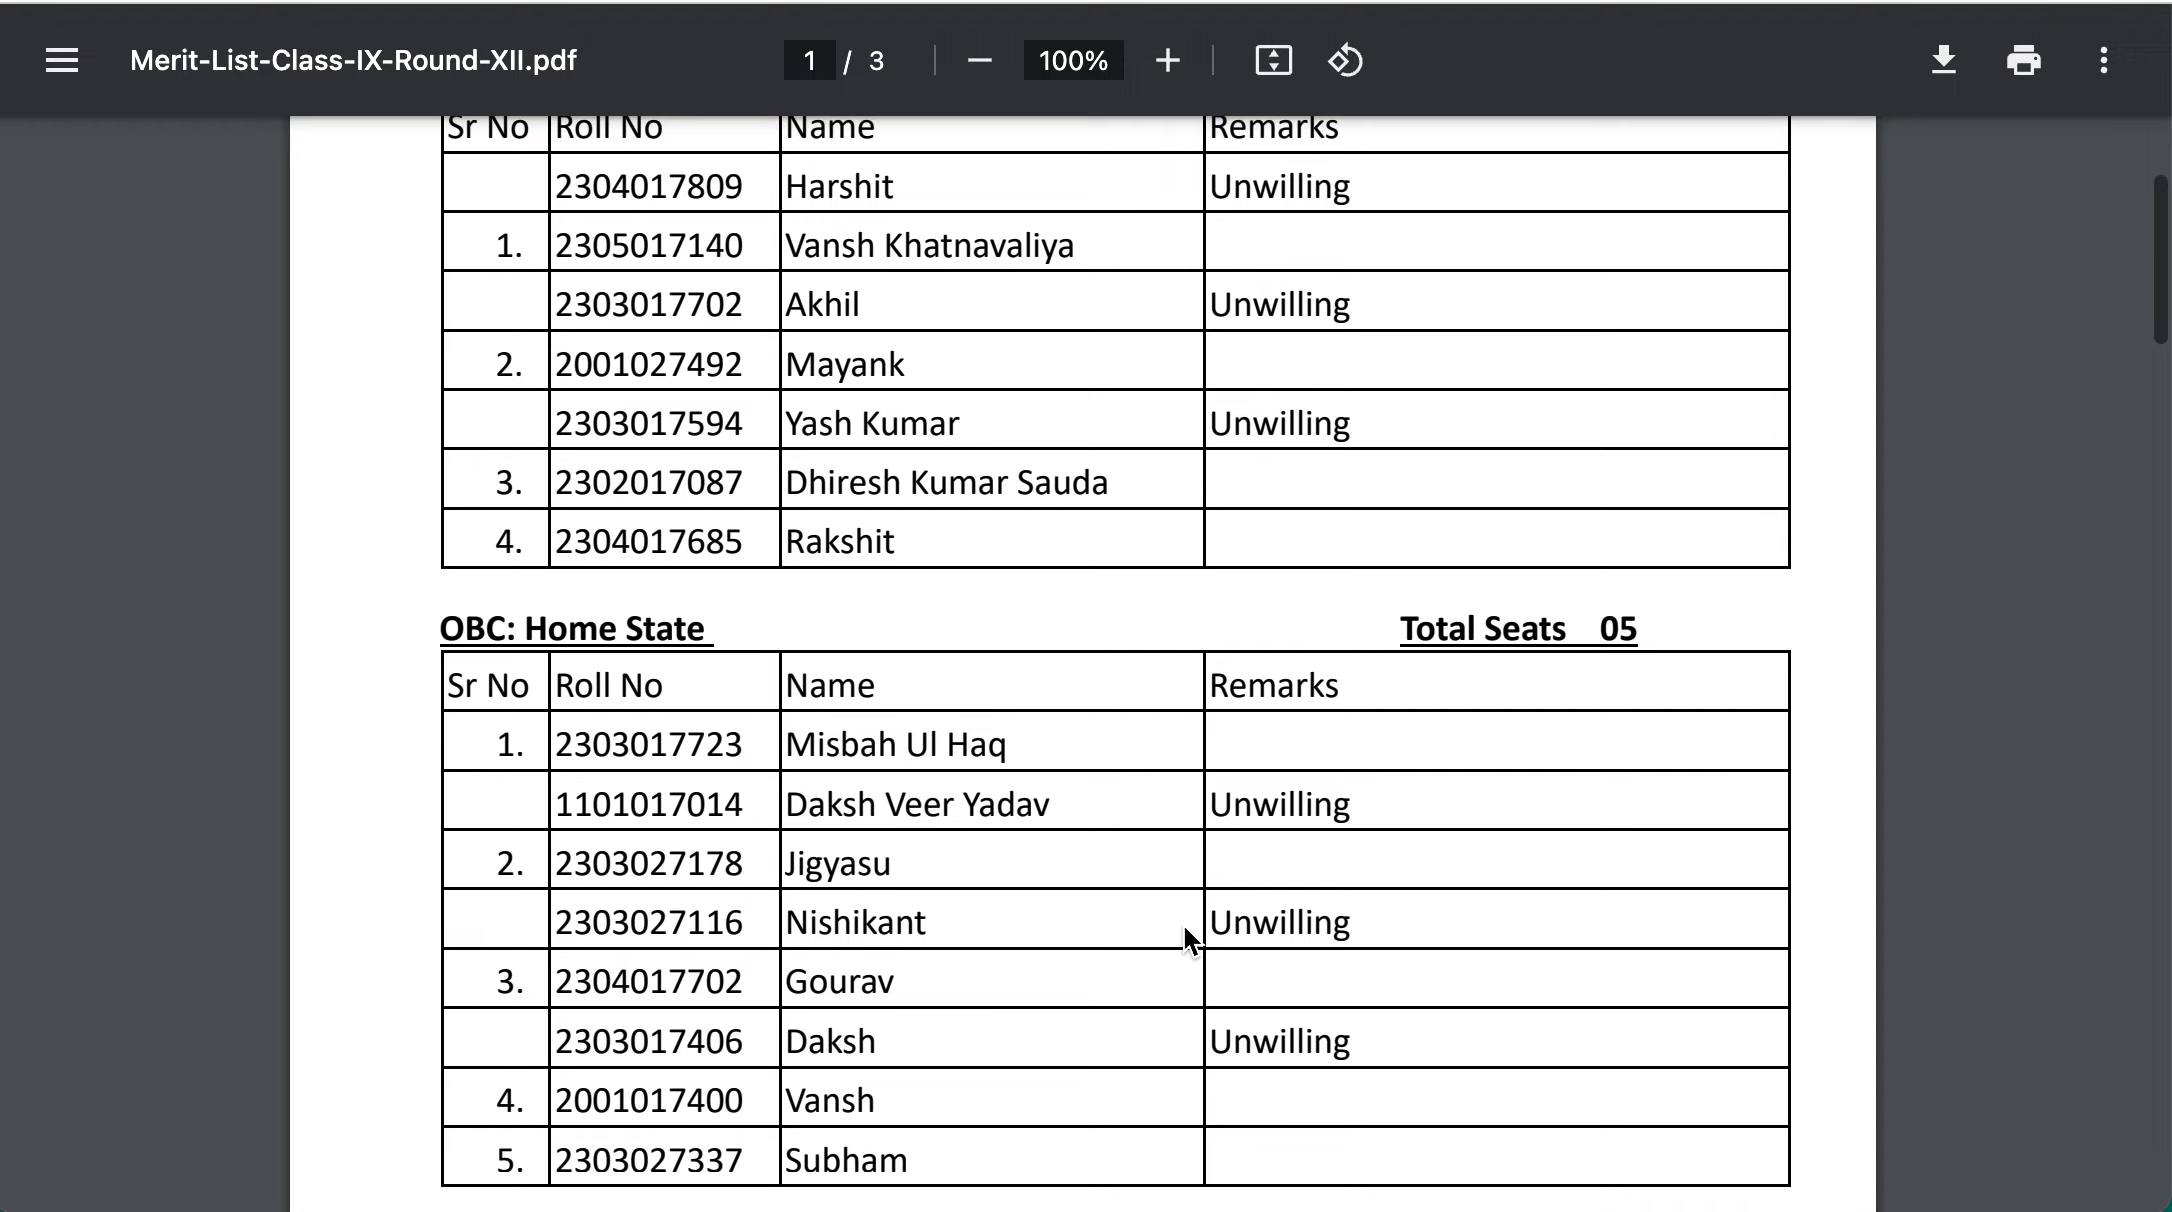 Merit-List-Class-IX-Round-XII.pdf 1 / 3 100%
Sr No Roll No Name Remarks
2304017809 Harshit Unwilling
1. 2305017140 Vansh Khatnavaliya
2303017702 Akhil Unwilling
2. 2001027492 Mayank
2303017594 Yash Kumar Unwilling
3. 2302017087 Dhiresh Kumar Sauda
4. 2304017685 Rakshit
OBC: Home State Total Seats 05
Sr No Roll No Name Remarks
1. 2303017723 Misbah Ul Haq
1101017014 Daksh Veer Yadav Unwilling
2. 2303027178 Jigyasu
2303027116 Nishikant Unwilling
3. 2304017702 Gourav
2303017406 Daksh Unwilling
4. 2001017400 Vansh
5. 2303027337 Subham